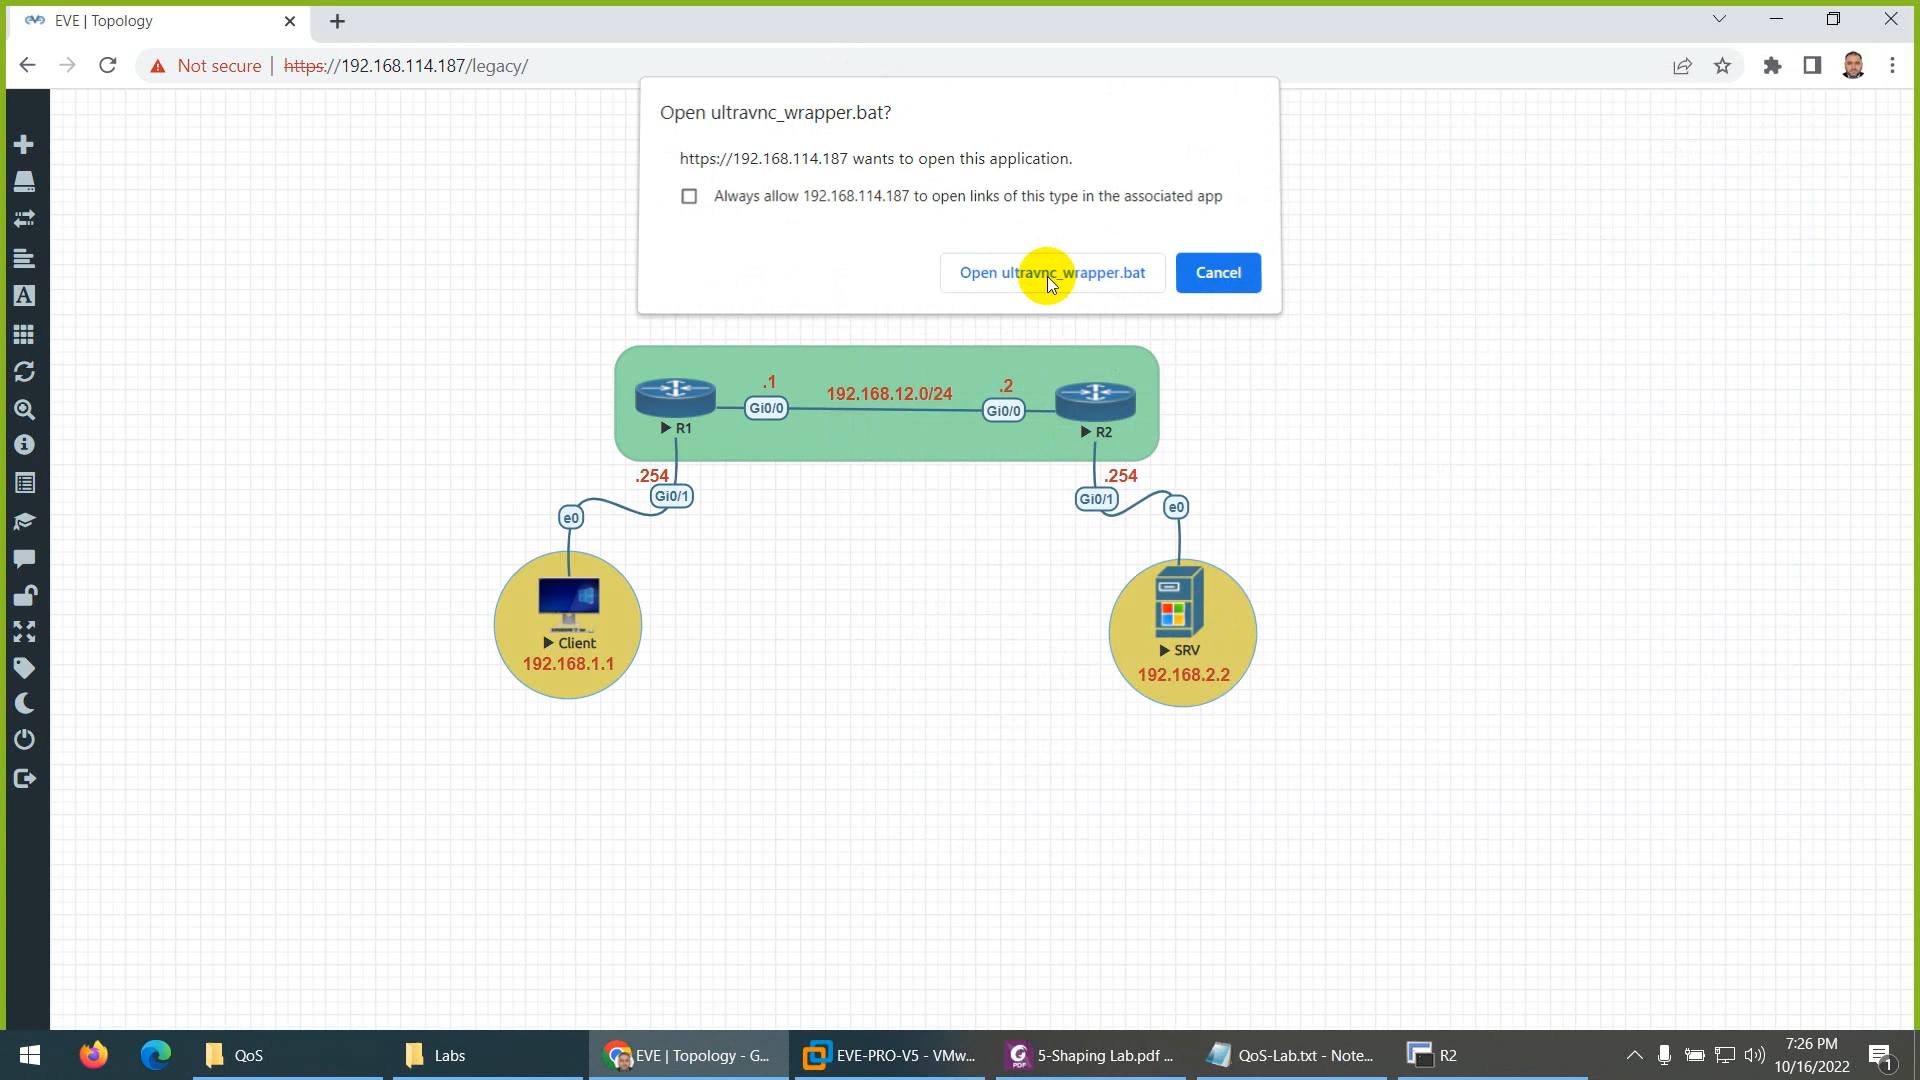 EVE | Topology
Not secure | https://192.168.114.187/legacy/
Open ultravnc_wrapper.bat?
https://192.168.114.187 wants to open this application.
Always allow 192.168.114.187 to open links of this type in the associated app
Open ultravnc_wrapper.bat
Cancel
.1
192.168.12.0/24
.2
Gi0/0
Gi0/0
R1
R2
.254
.254
Gi0/1
Gi0/1
e0
e0
Client
192.168.1.1
SRV
192.168.2.2
QoS
Labs
EVE | Topology - G...
EVE-PRO-V5 - VMw...
5-Shaping Lab.pdf ...
QoS-Lab.txt - Note...
R2
7:26 PM
10/16/2022
1